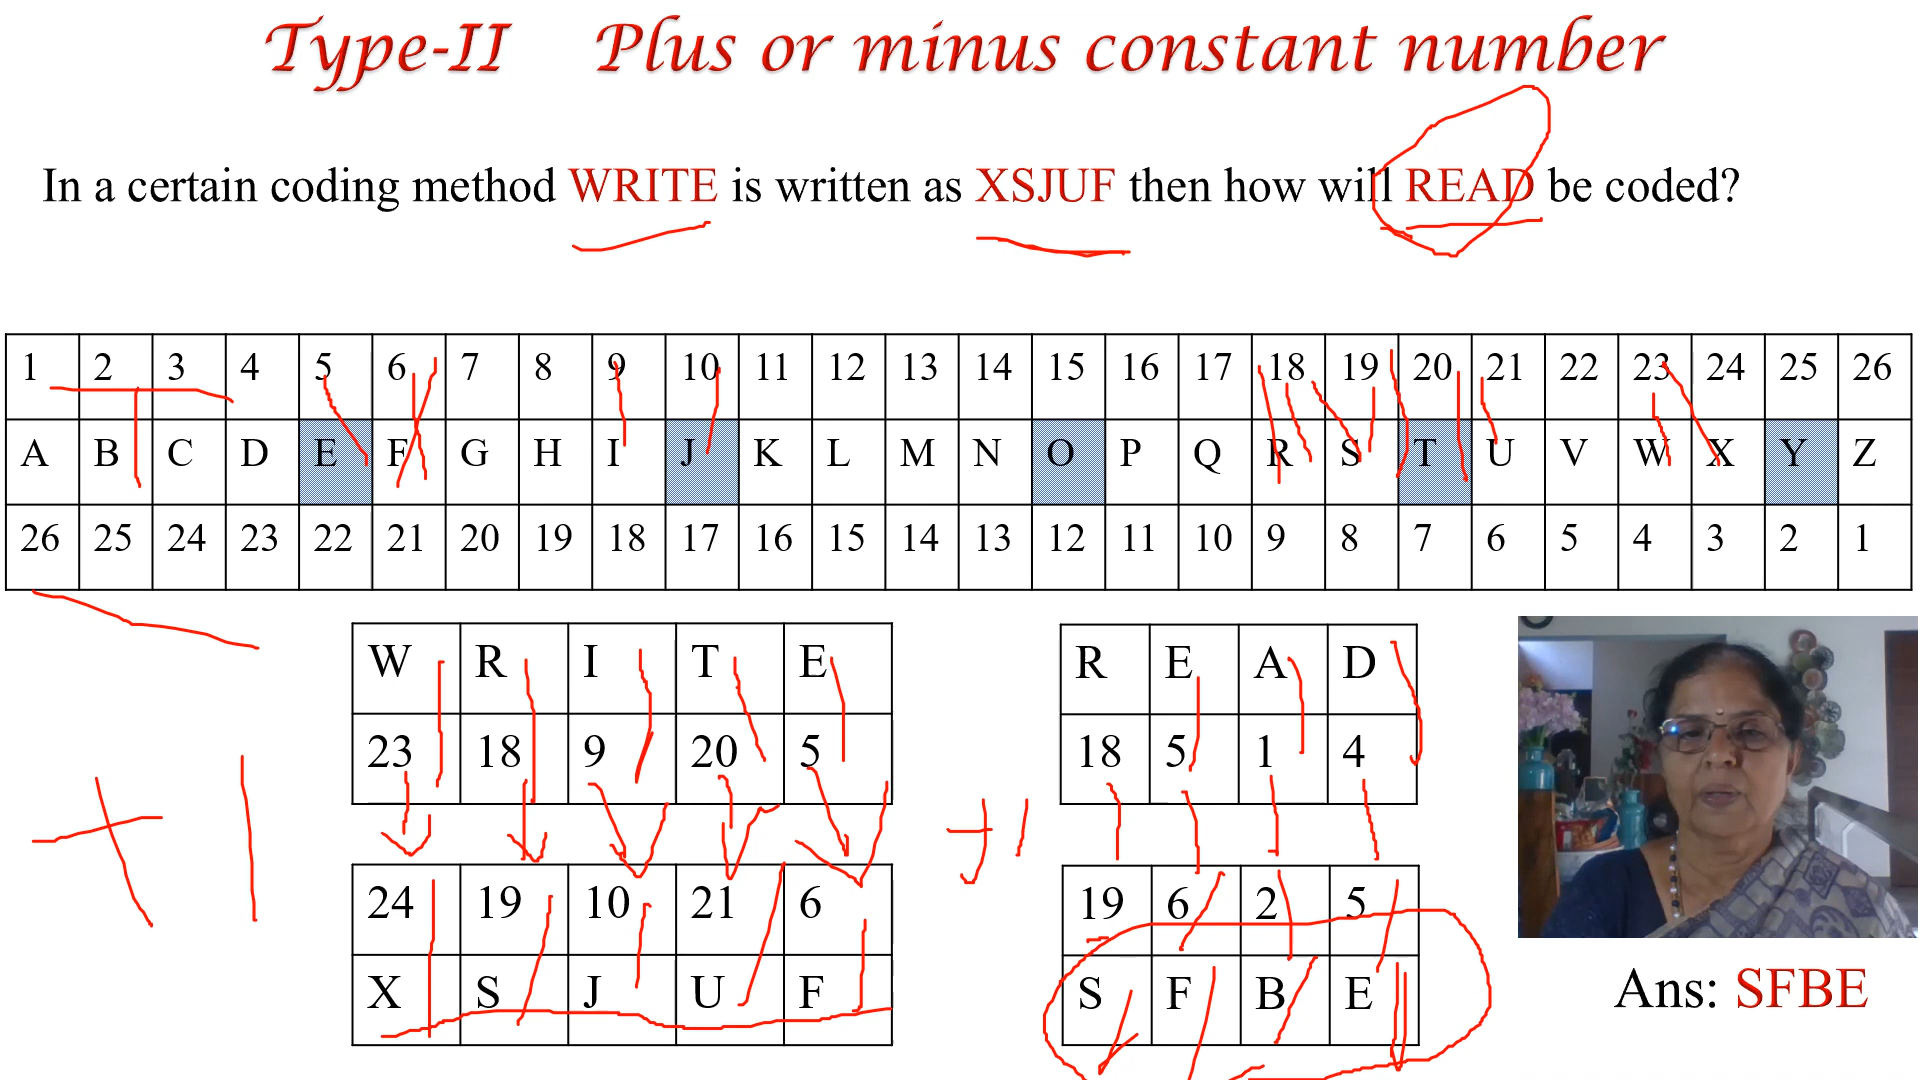 Type-II Plus or minus constant number
In a certain coding method WRITE is written as XSJUF then how will READ be coded?
1 2 3 4 5 6 7 8 9 10 11 12 13 14 15 16 17 18 19 20 21 22 23 24 25 26
A B C D E F G H I J K L M N O P Q R S T U V W X Y Z
26 25 24 23 22 21 20 19 18 17 16 15 14 13 12 11 10 9 8 7 6 5 4 3 2 1
W R I T E
23 18 9 20 5
24 19 10 21 6
X S J U F
+1
R E A D
18 5 1 4
+1
19 6 2 5
S F B E
Ans: SFBE